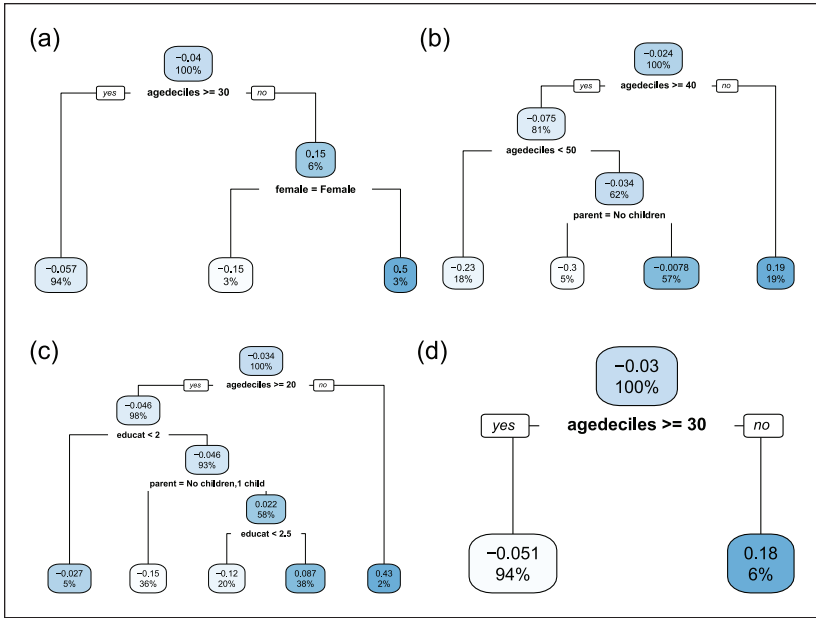 (a)
−0.04
100%
yes
agedeciles >= 30
no
0.15
6%
female = Female
−0.057
94%
−0.15
3%
0.5
3%
(b)
−0.024
100%
yes
agedeciles >= 40
no
−0.075
81%
agedeciles < 50
−0.034
62%
parent = No children
−0.23
18%
−0.3
5%
−0.0078
57%
0.19
19%
(c)
−0.034
100%
yes
agedeciles >= 20
no
−0.046
98%
educat < 2
−0.046
93%
parent = No children,1 child
0.022
58%
educat < 2.5
−0.027
5%
−0.15
36%
−0.12
20%
0.087
38%
0.43
2%
(d)
−0.03
100%
yes
agedeciles >= 30
no
−0.051
94%
0.18
6%